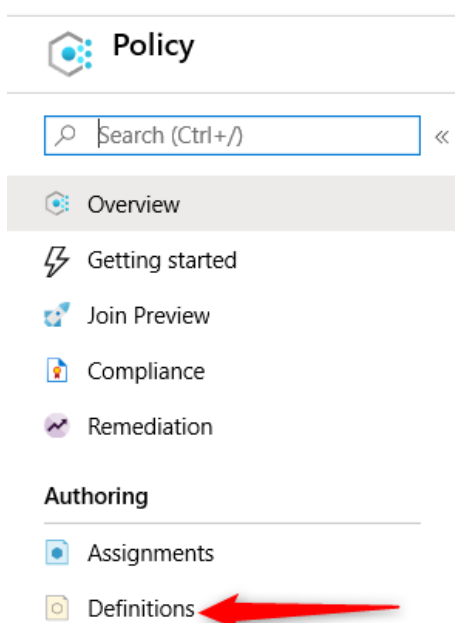 Policy
Search (Ctrl+/)
«
Overview
Getting started
Join Preview
Compliance
Remediation
Authoring
Assignments
Definitions